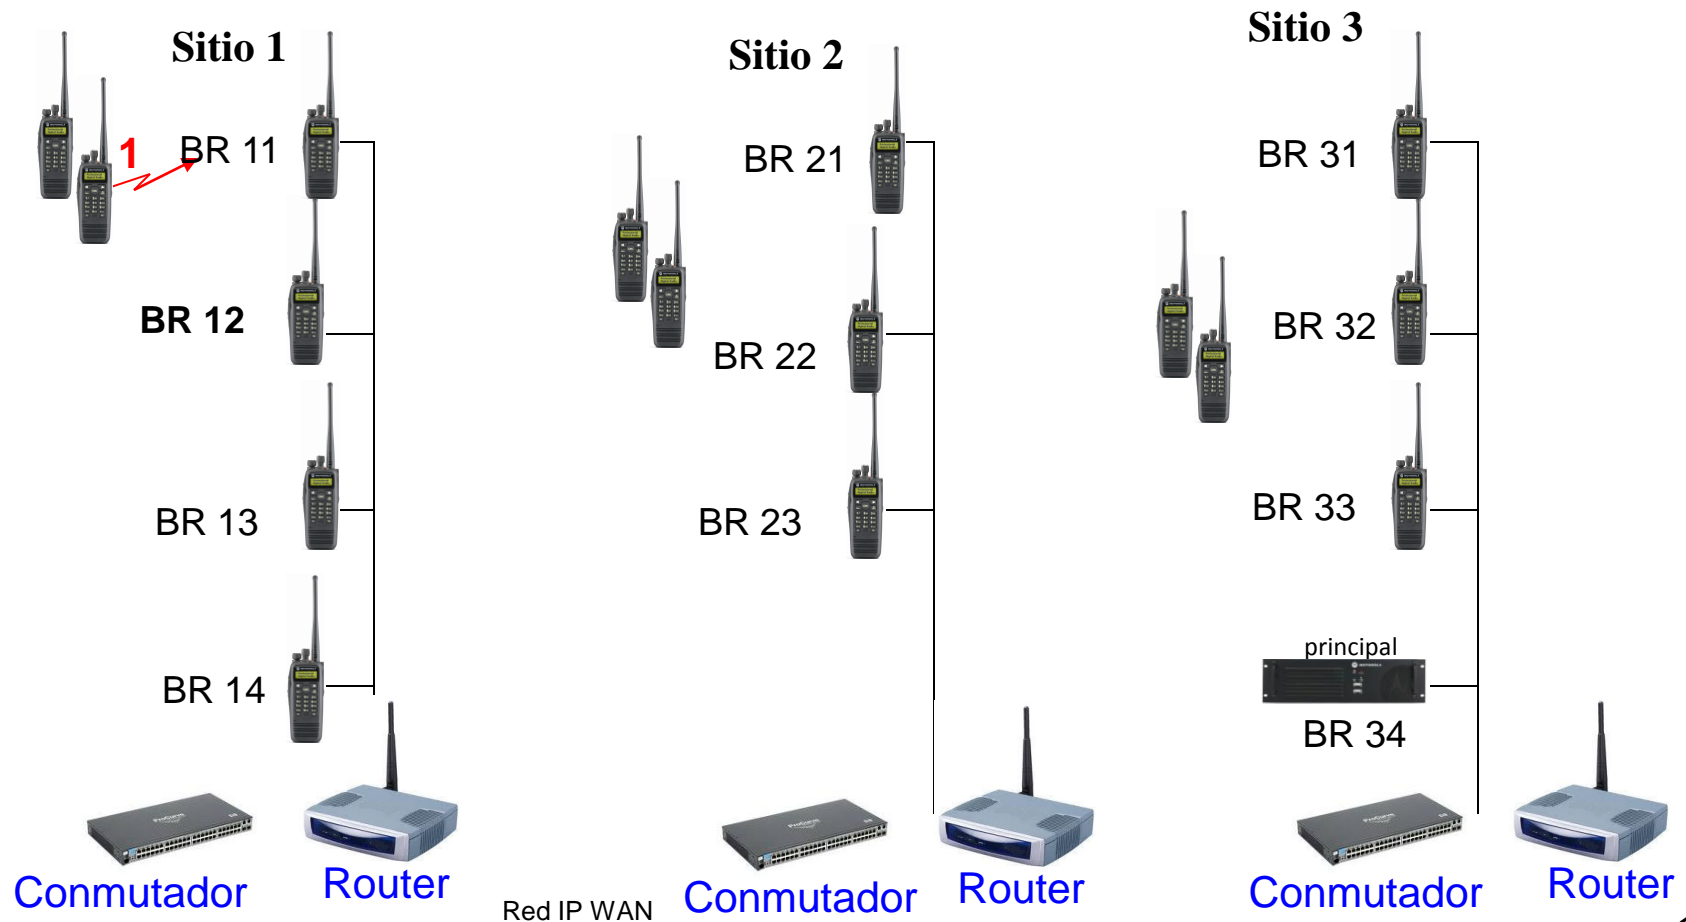 Sitio 1
1
BR 11
BR 12
BR 13
BR 14
Conmutador
Router
Red IP WAN
Sitio 2
BR 21
BR 22
BR 23
Conmutador
Router
Sitio 3
BR 31
BR 32
BR 33
principal
BR 34
Conmutador
Router